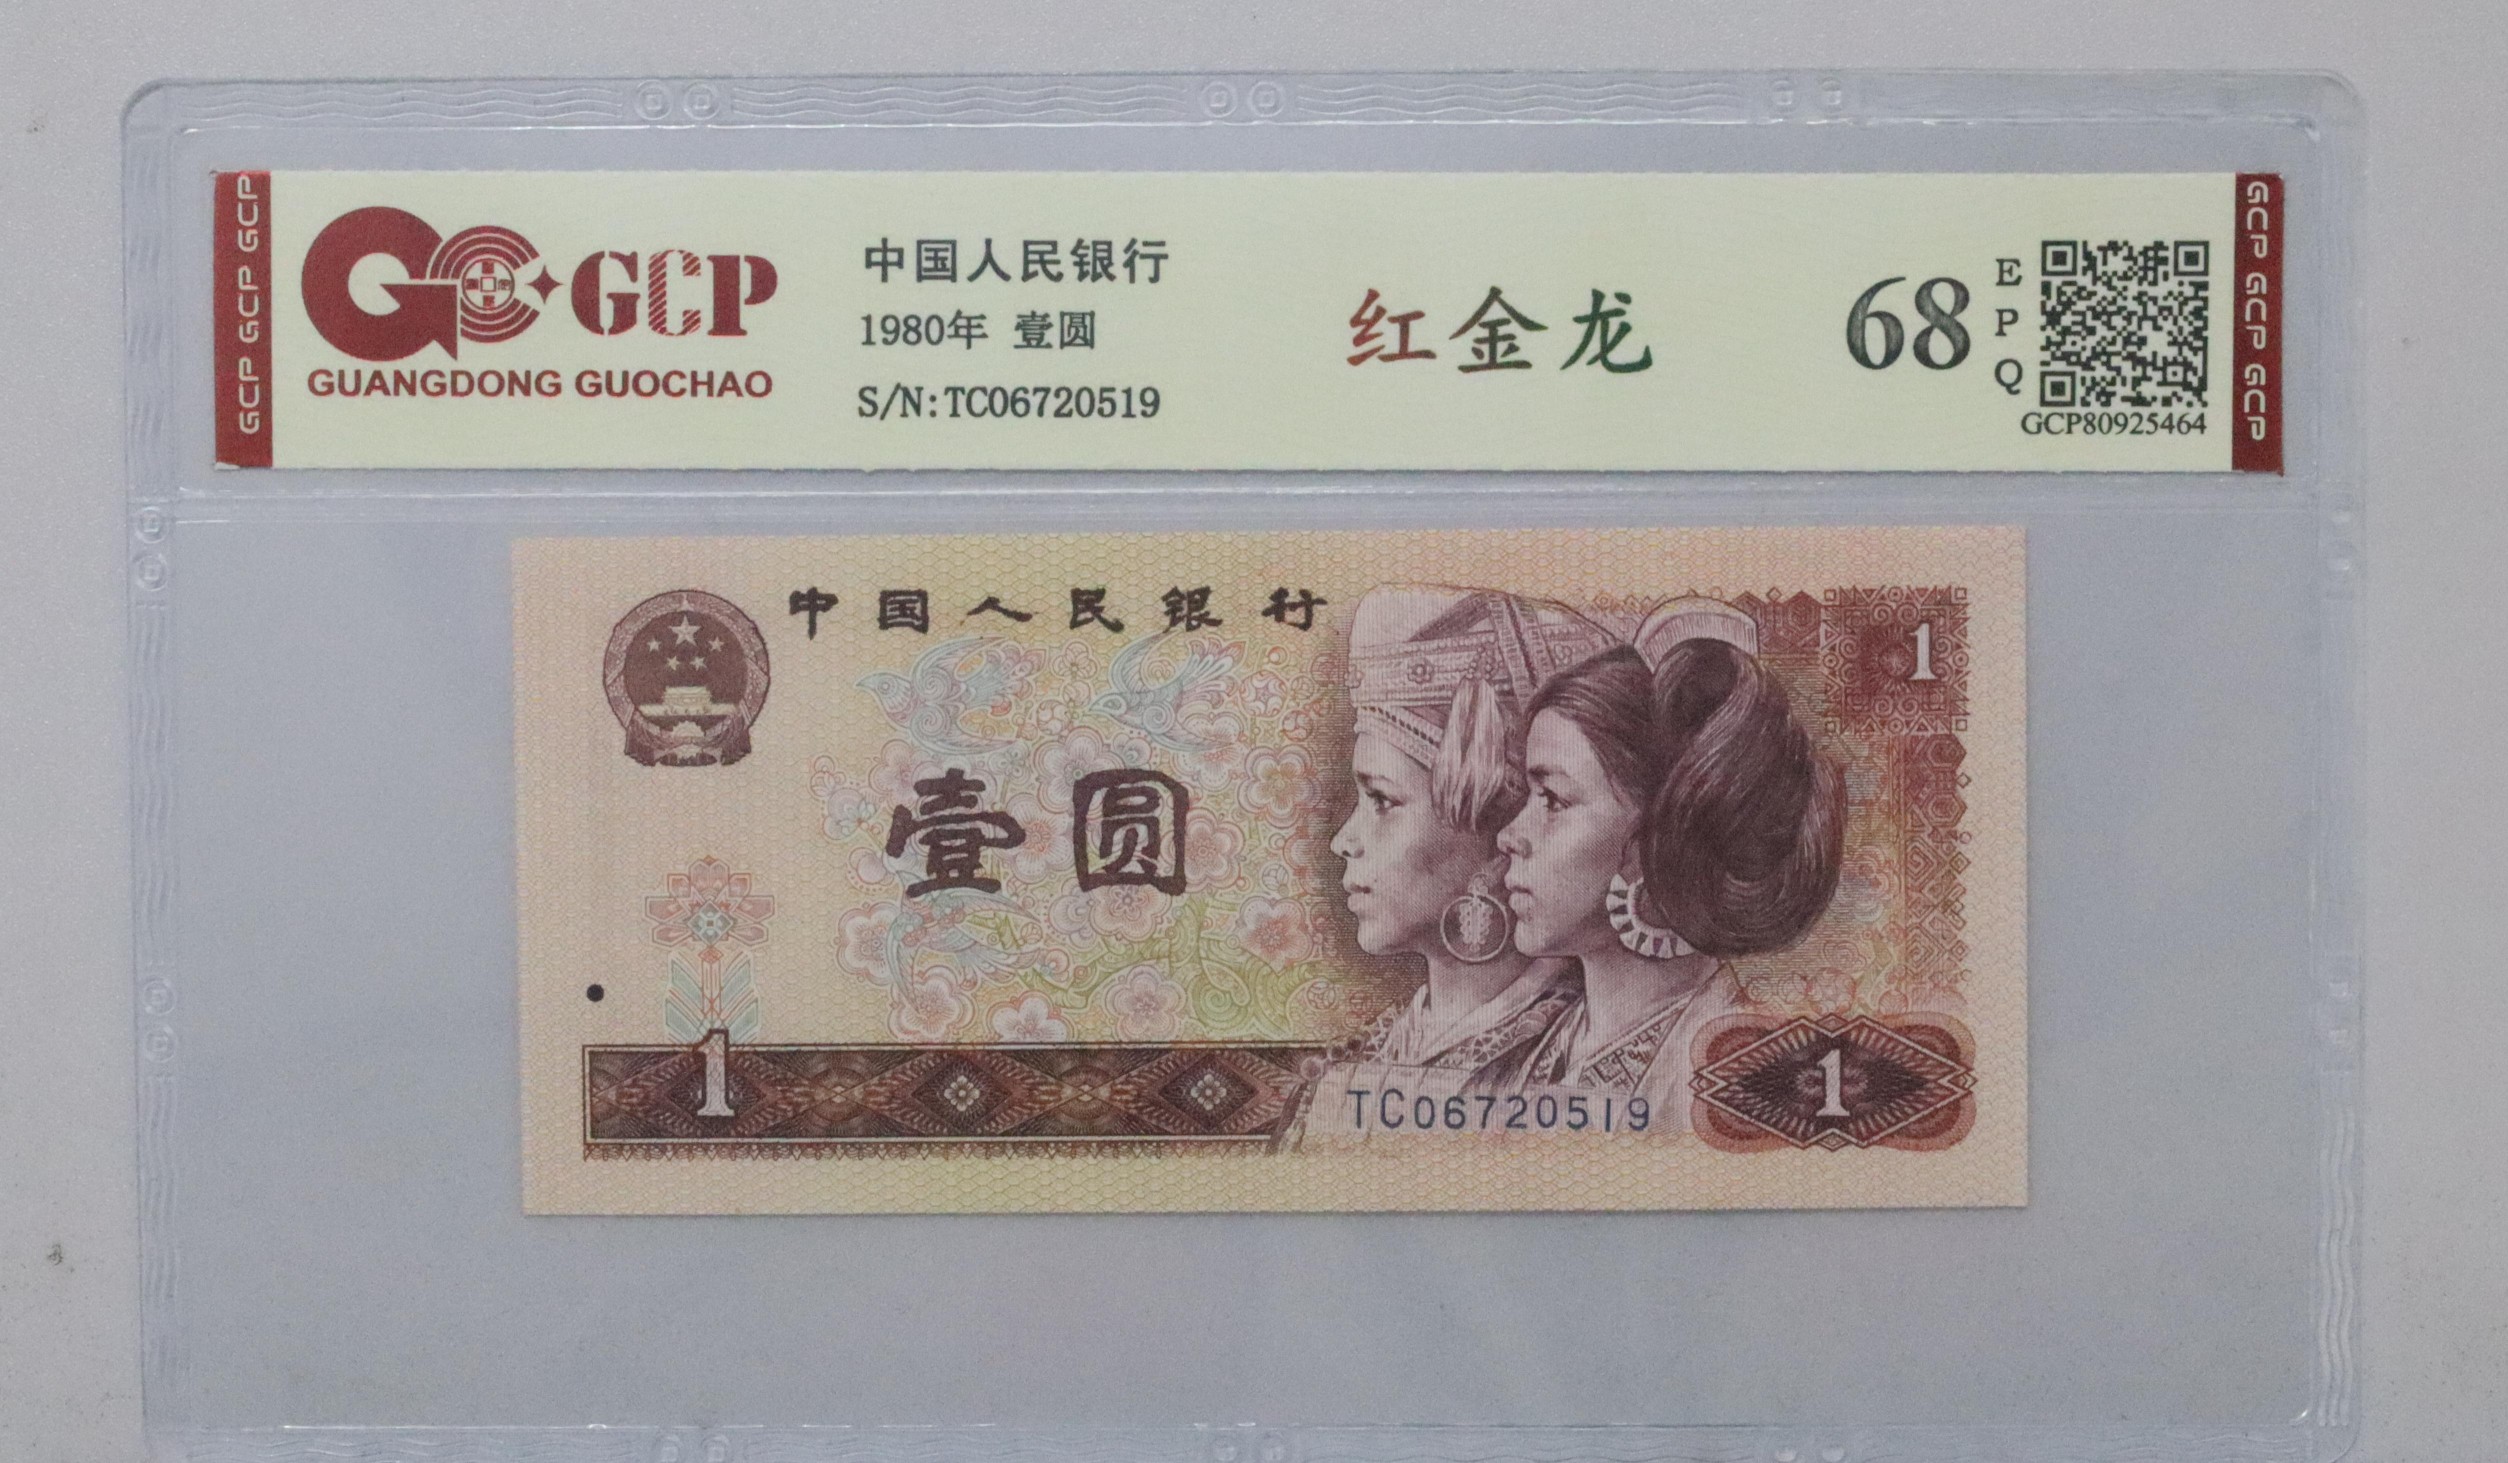 GCP GCP GCP
GCP
GUANGDONG GUOCHAO
中国人民银行
1980年 壹圆
S/N:TC06720519
红金龙
68
E
P
Q
GCP80925464
GCP GCP GCP
中国人民银行
1
壹圆
1
TC06720519
1